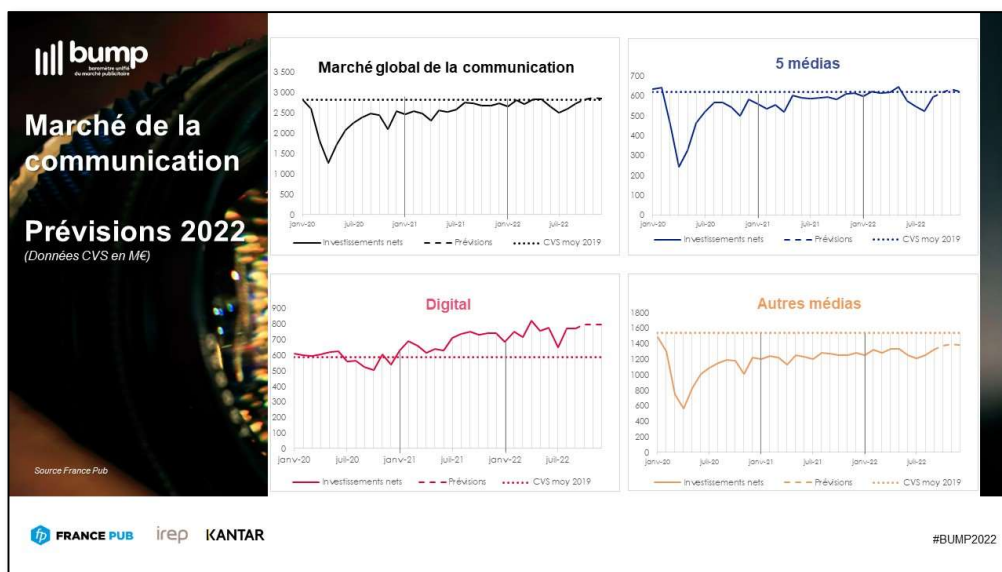 bump
baromètre unifié
du marché publicitaire
Marché de la
communication
Prévisions 2022
(Données CVS en M€)
Source France Pub
Marché global de la communication
3 500
3 000
2 500
2 000
1 500
1 000
500
0
janv-20 juil-20 janv-21 juil-21 janv-22 juil-22
Investissements nets Prévisions CVS moy 2019
5 médias
700
600
500
400
300
200
100
0
janv-20 juil-20 janv-21 juil-21 janv-22 juil-22
Investissements nets Prévisions CVS moy 2019
Digital
900
800
700
600
500
400
300
200
100
0
janv-20 juil-20 janv-21 juil-21 janv-22 juil-22
Investissements nets Prévisions CVS moy 2019
Autres médias
1800
1600
1400
1200
1000
800
600
400
200
0
janv-20 juil-20 janv-21 juil-21 janv-22 juil-22
Investissements nets Prévisions CVS moy 2019
fp FRANCE PUB irep KANTAR
#BUMP2022